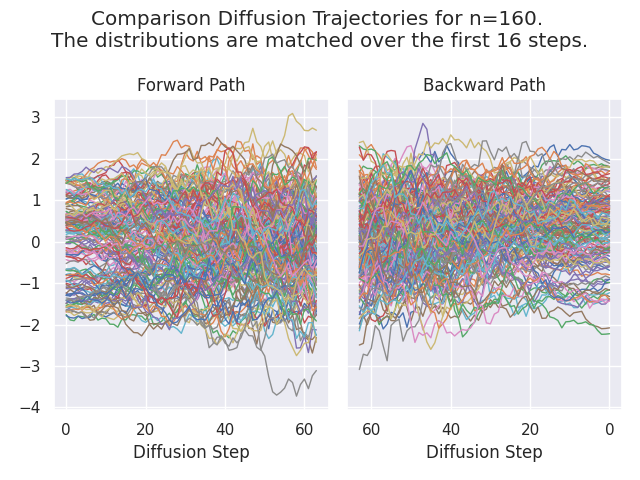 Comparison Diffusion Trajectories for n=160.
The distributions are matched over the first 16 steps.
Forward Path
Backward Path
3
2
1
0
−1
−2
−3
−4
0 20 40 60
60 40 20 0
Diffusion Step
Diffusion Step